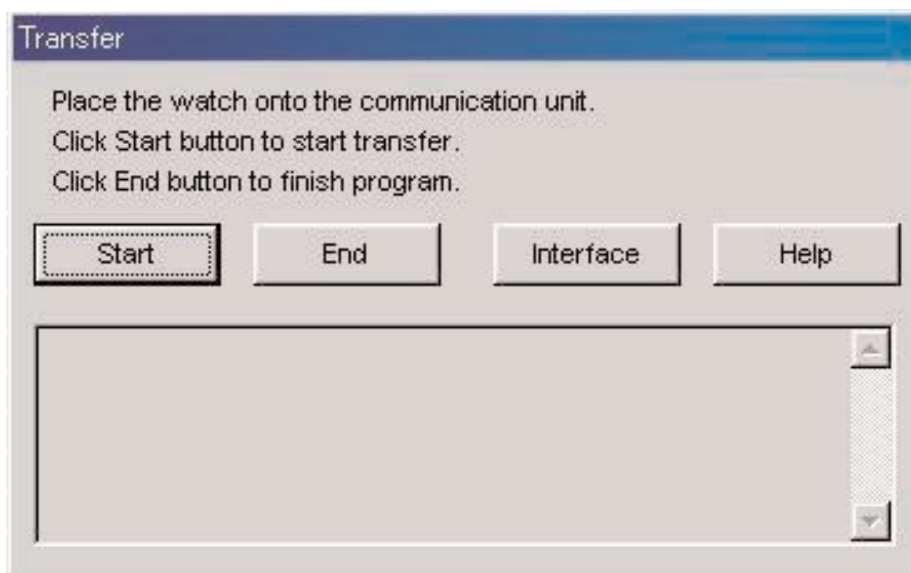 Transfer
Place the watch onto the communication unit.
Click Start button to start transfer.
Click End button to finish program.
Start End Interface Help